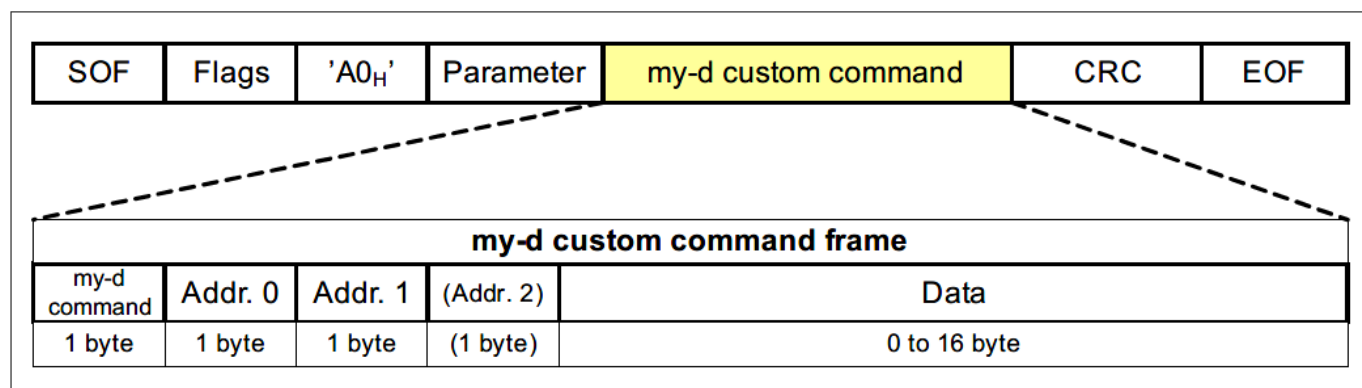 SOF Flags 'A0H' Parameter my-d custom command CRC EOF
my-d custom command frame
my-d command Addr. 0 Addr. 1 (Addr. 2) Data
1 byte 1 byte 1 byte (1 byte) 0 to 16 byte